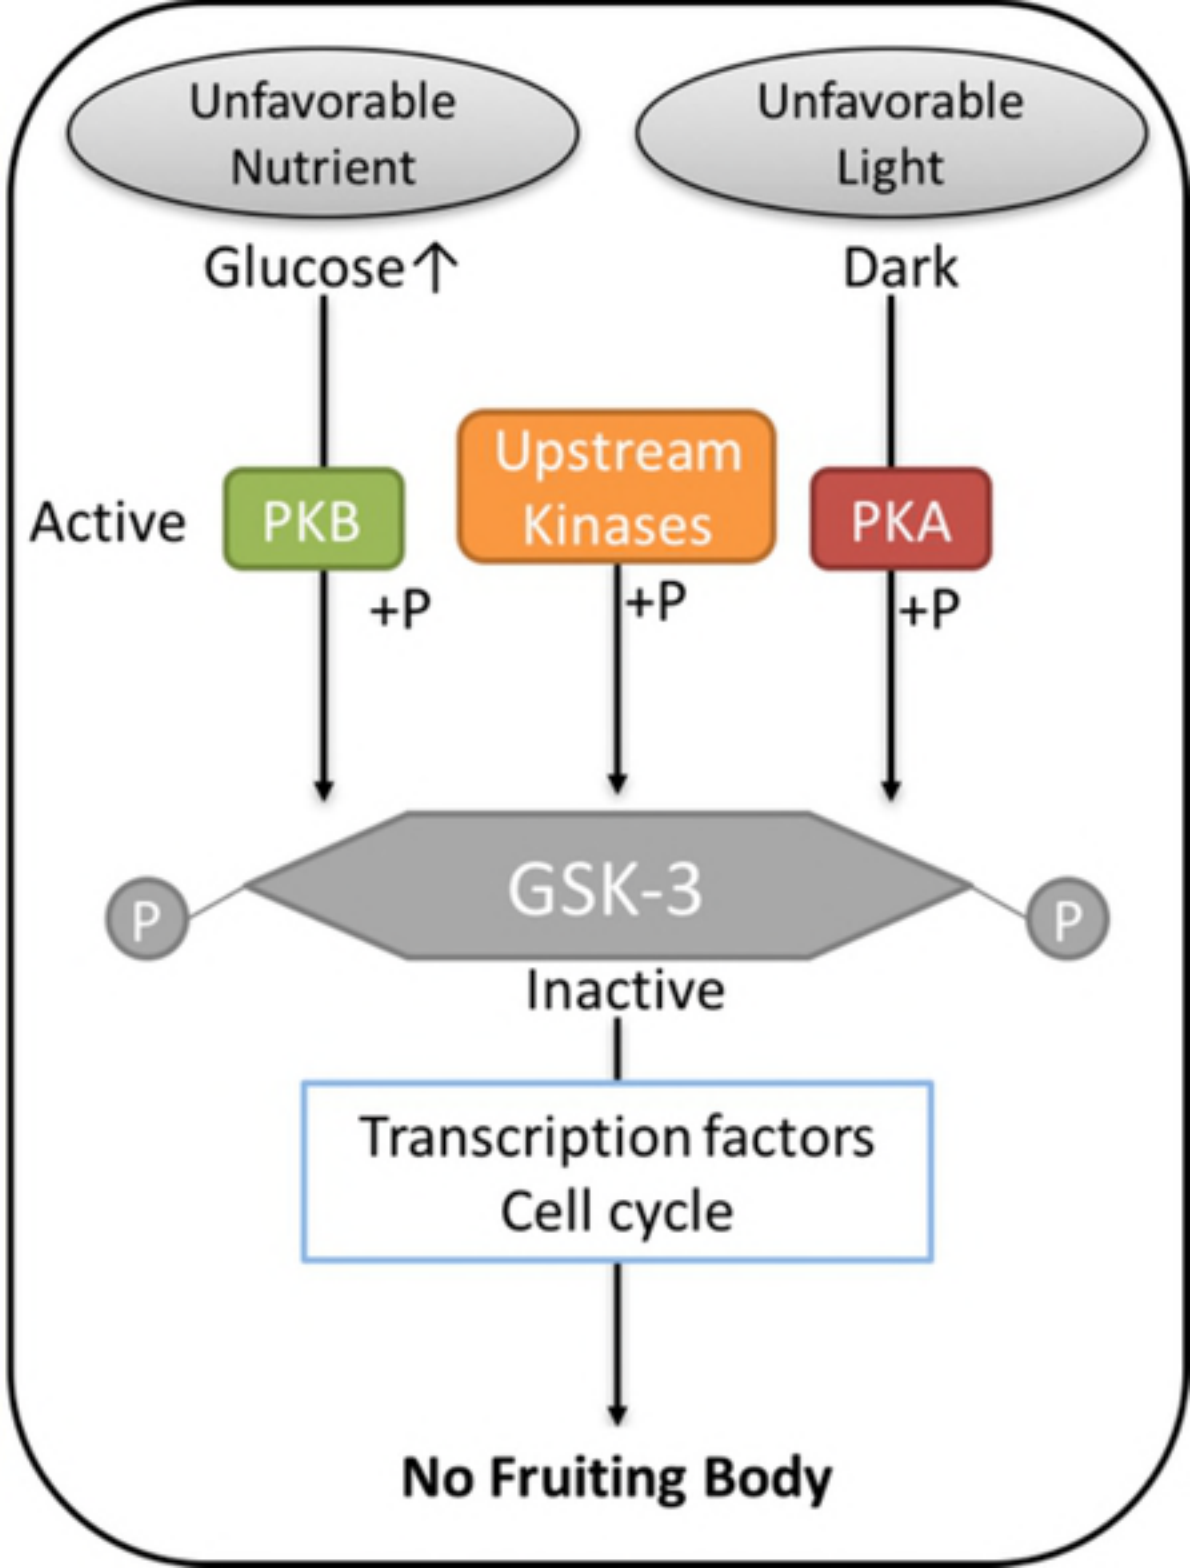 Unfavorable
Nutrient
Unfavorable
Light
Glucose↑
Dark
Active
PKB
Upstream
Kinases
PKA
+P
+P
+P
GSK-3
P
P
Inactive
Transcription factors
Cell cycle
No Fruiting Body